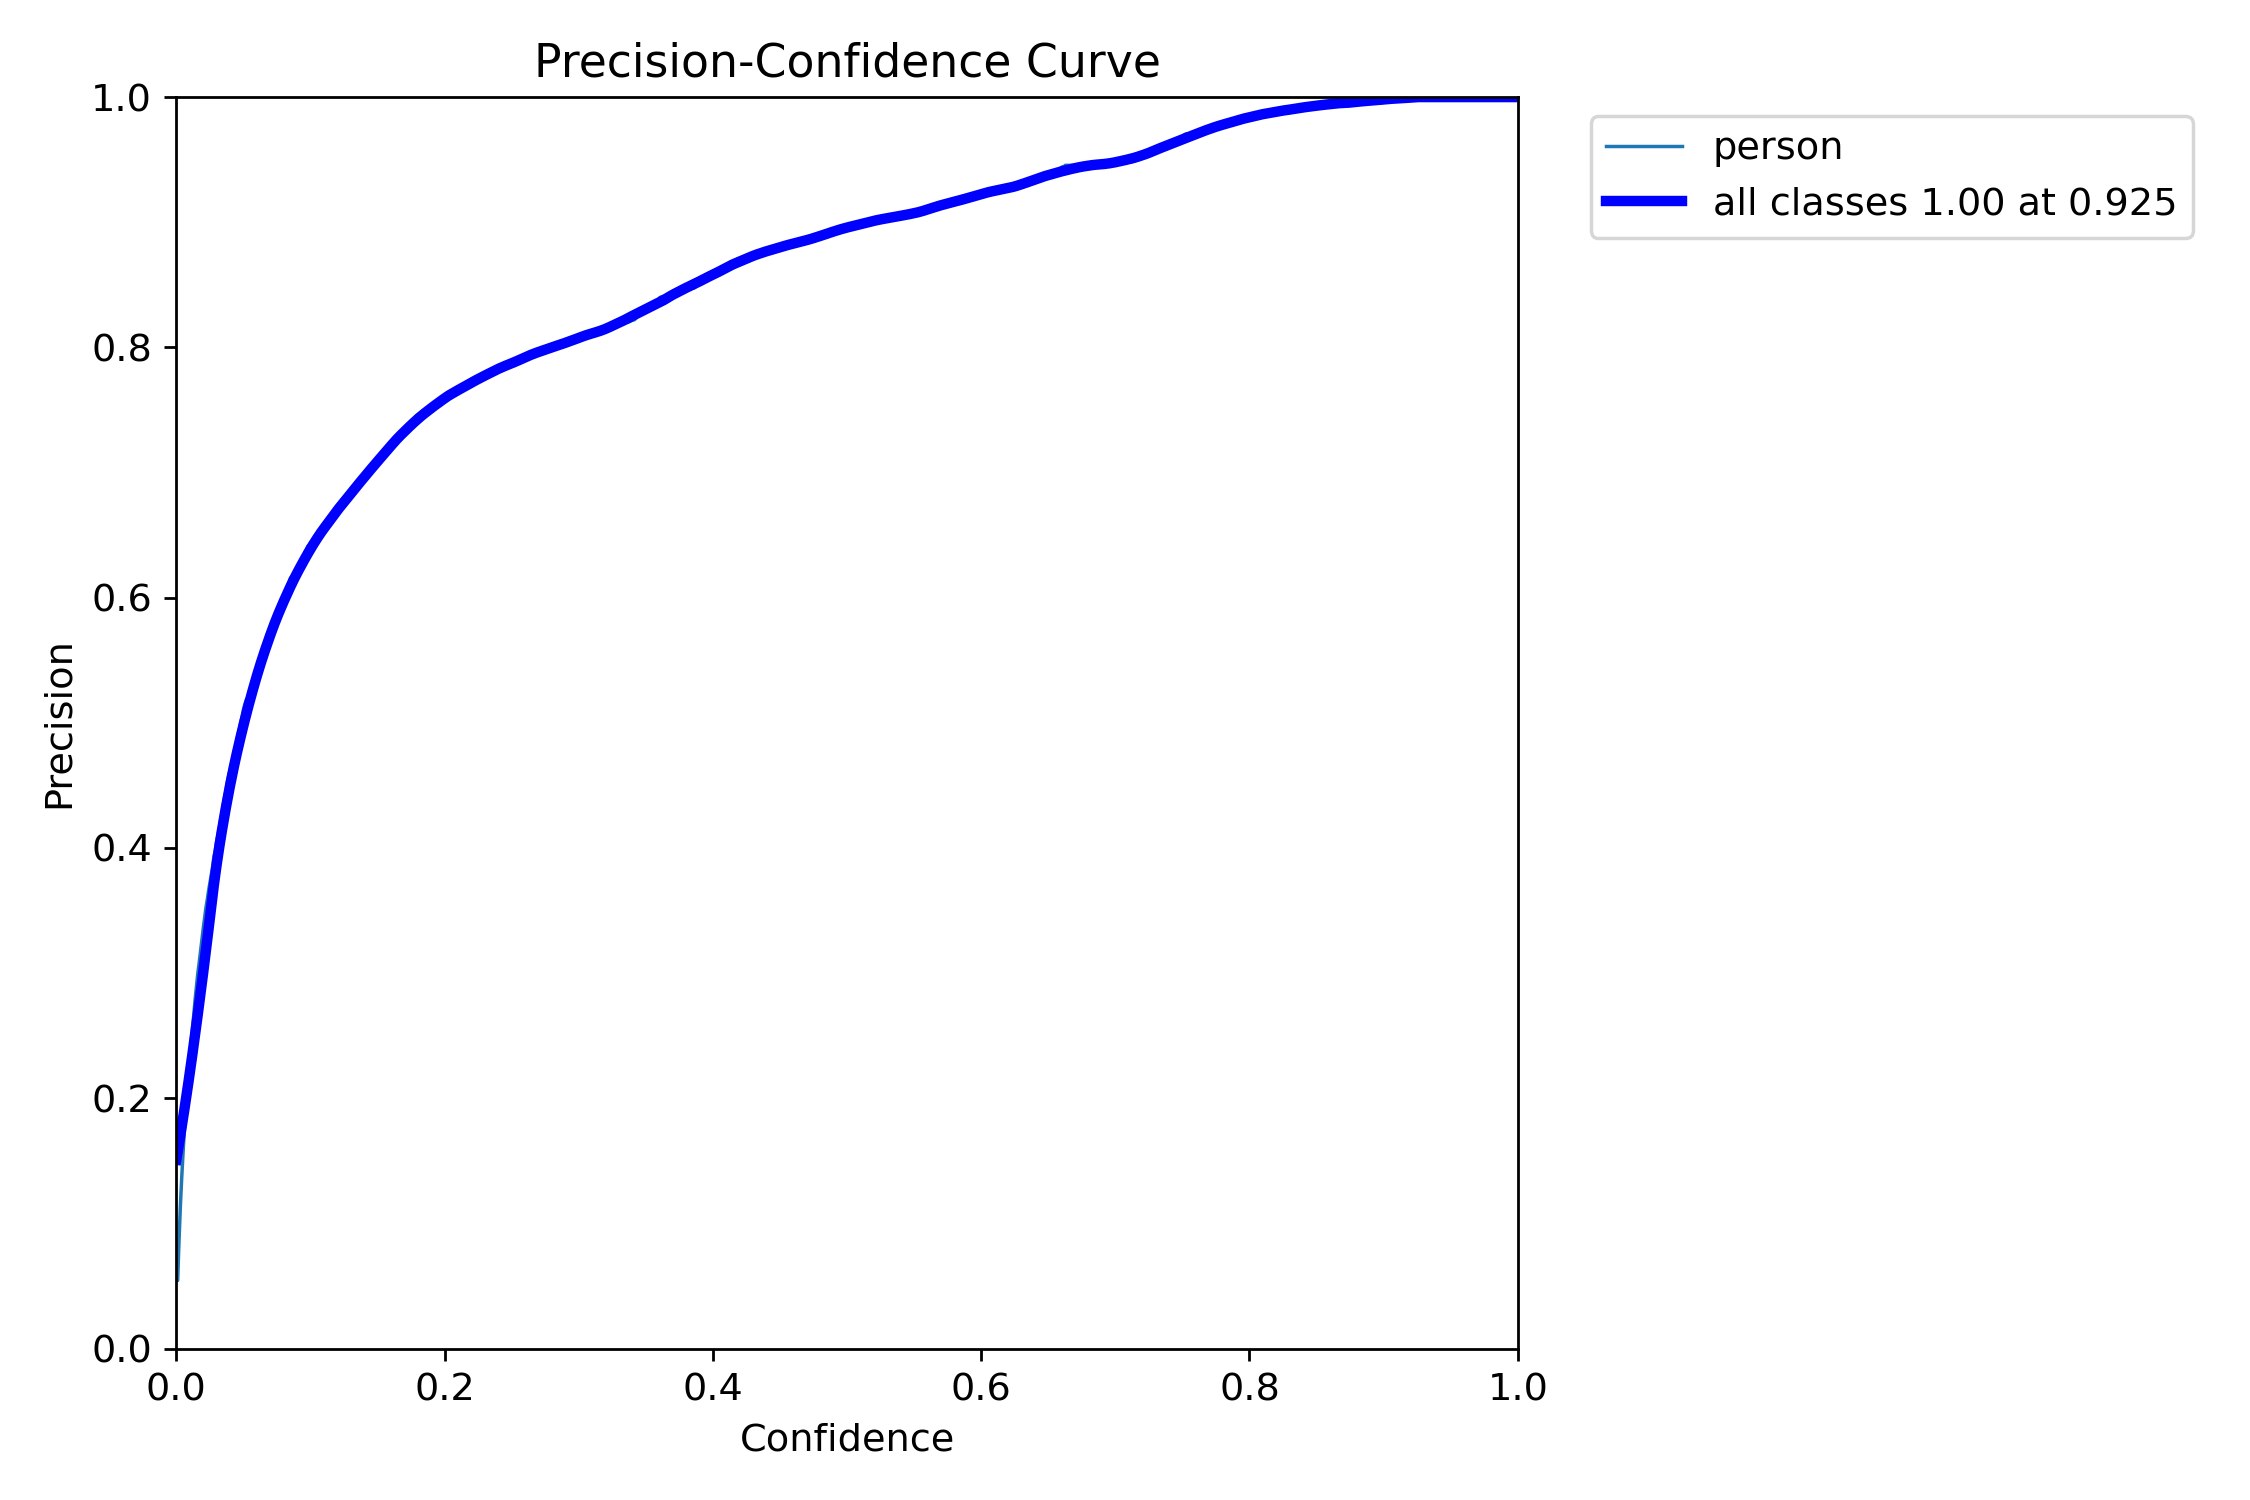 Precision-Confidence Curve
1.0
0.8
0.6
0.4
0.2
0.0
Precision
0.0 0.2 0.4 0.6 0.8 1.0
Confidence
person
all classes 1.00 at 0.925